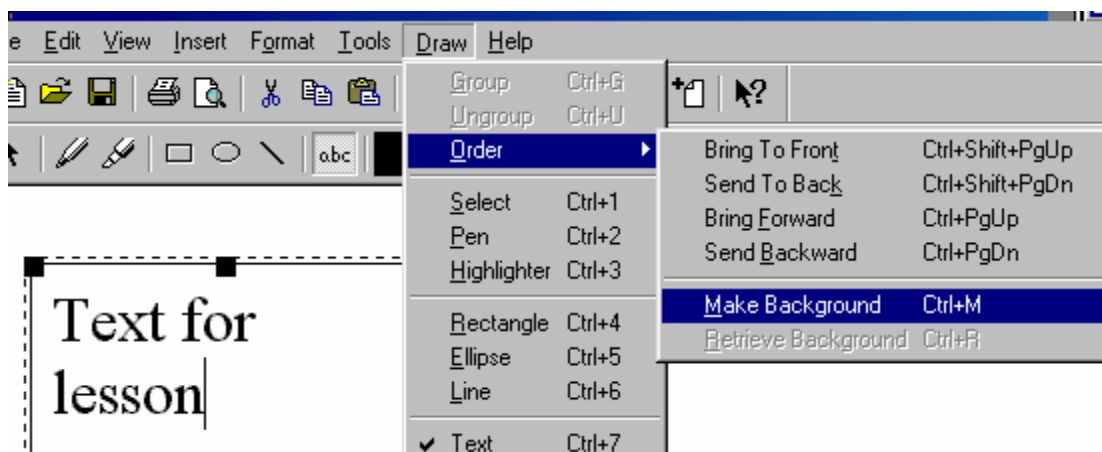 e Edit View Insert Format Tools Draw Help
Group Ctrl+G
Ungroup Ctrl+U
Order
abc
Bring To Front Ctrl+Shift+PgUp
Send To Back Ctrl+Shift+PgDn
Bring Forward Ctrl+PgUp
Send Backward Ctrl+PgDn
Make Background Ctrl+M
Retrieve Background Ctrl+R
Select Ctrl+1
Pen Ctrl+2
Highlighter Ctrl+3
Rectangle Ctrl+4
Ellipse Ctrl+5
Line Ctrl+6
Text Ctrl+7
Text for
lesson